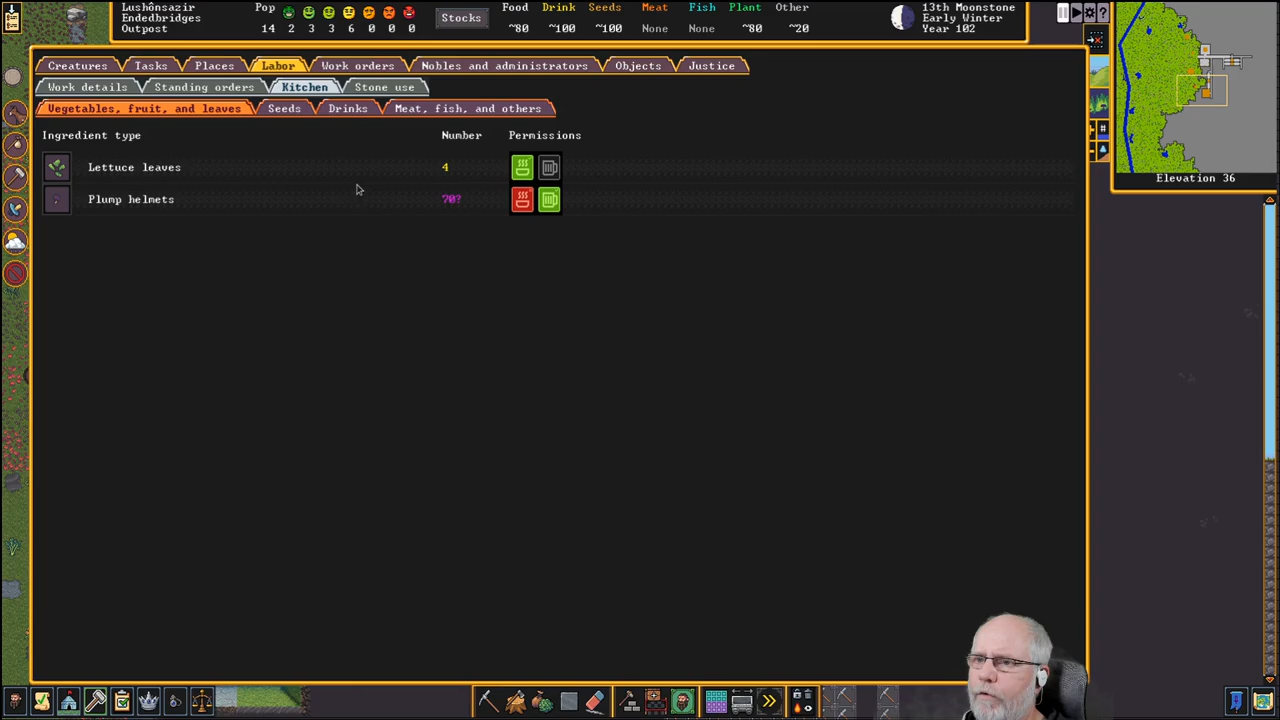 Lushônsazir
Endedbridges
Outpost
Pop
14 2 3 3 6 0 0 0
Stocks
Food Drink Seeds Meat Fish Plant Other
~80 ~100 ~100 None None ~80 ~20
13th Moonstone
Early Winter
Year 102
Elevation 36
Creatures Tasks Places Labor Work orders Nobles and administrators Objects Justice
Work details Standing orders Kitchen Stone use
Vegetables, fruit, and leaves Seeds Drinks Meat, fish, and others
Ingredient type Number Permissions
Lettuce leaves 4
Plump helmets 70?